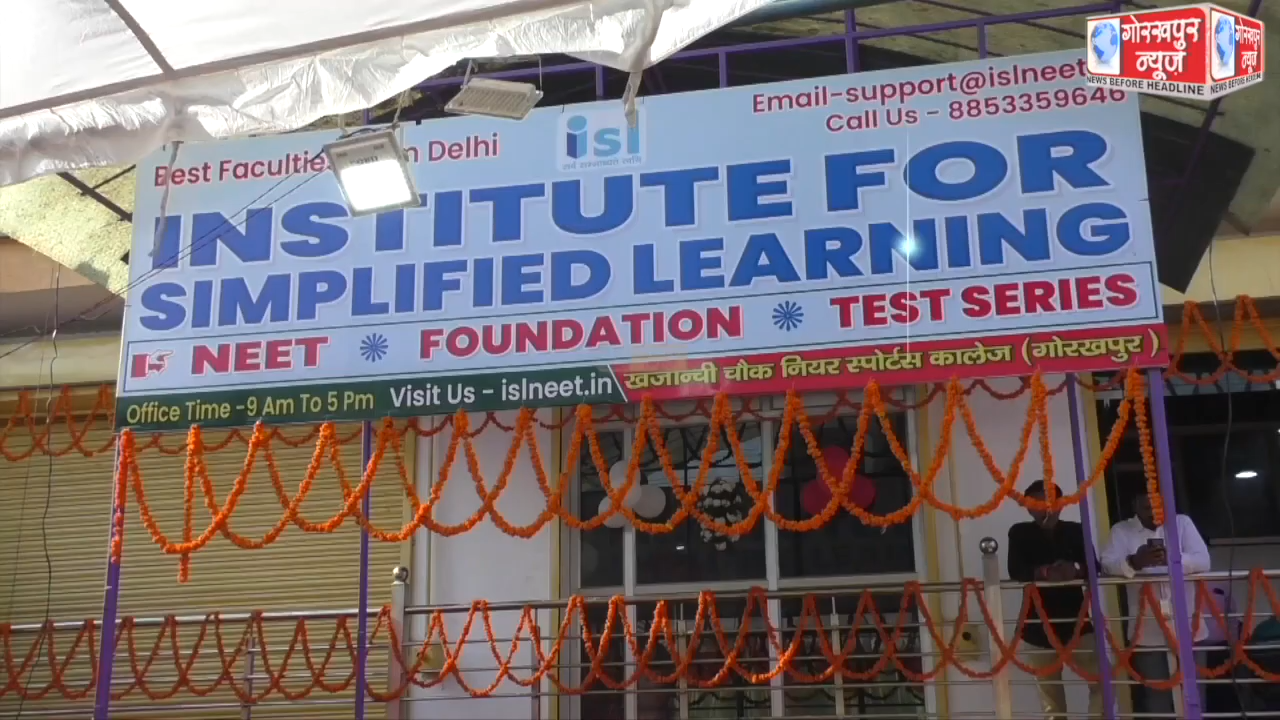 गोरखपुर
न्यूज़
NEWS BEFORE HEADLINE
Email-support@islneet
Call Us - 8853359646
Best Faculties Delhi
isl
INSTITUTE FOR
SIMPLIFIED LEARNING
NEET FOUNDATION TEST SERIES
Office Time -9 Am To 5 Pm Visit Us - islneet.in खजान्ची चौक नियर स्पोर्टस कालेज (गोरखपुर )